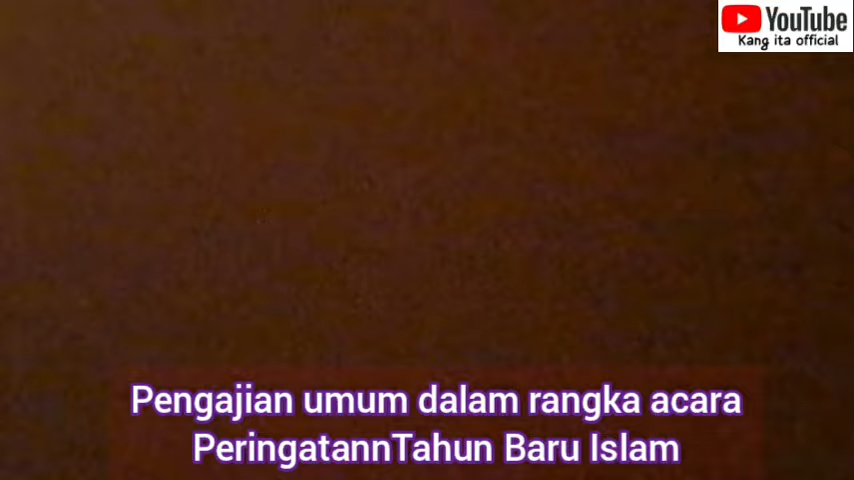 YouTube
Kang ita official
Pengajian umum dalam rangka acara
PeringatannTahun Baru Islam